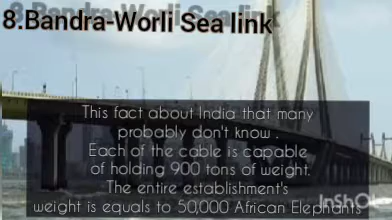 8.Bandra-Worli Sea link
This fact about India that many
probably don't know .
Each of the cable is capable
of holding 900 tons of weight.
The entire establishment's
weight is equals to 50,000 African Elephants
InShO